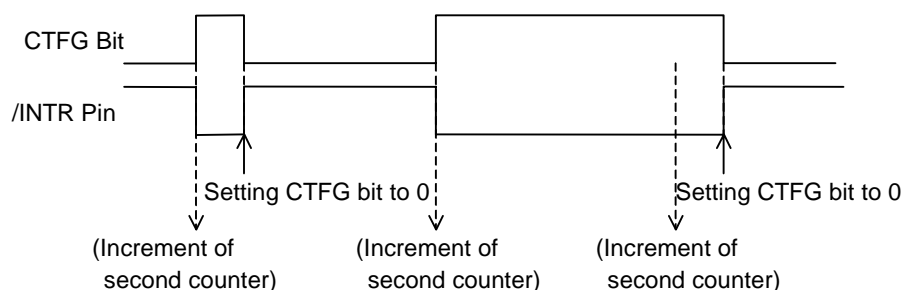 CTFG Bit
/INTR Pin
Setting CTFG bit to 0
Setting CTFG bit to 0
(Increment of
second counter)
(Increment of
second counter)
(Increment of
second counter)